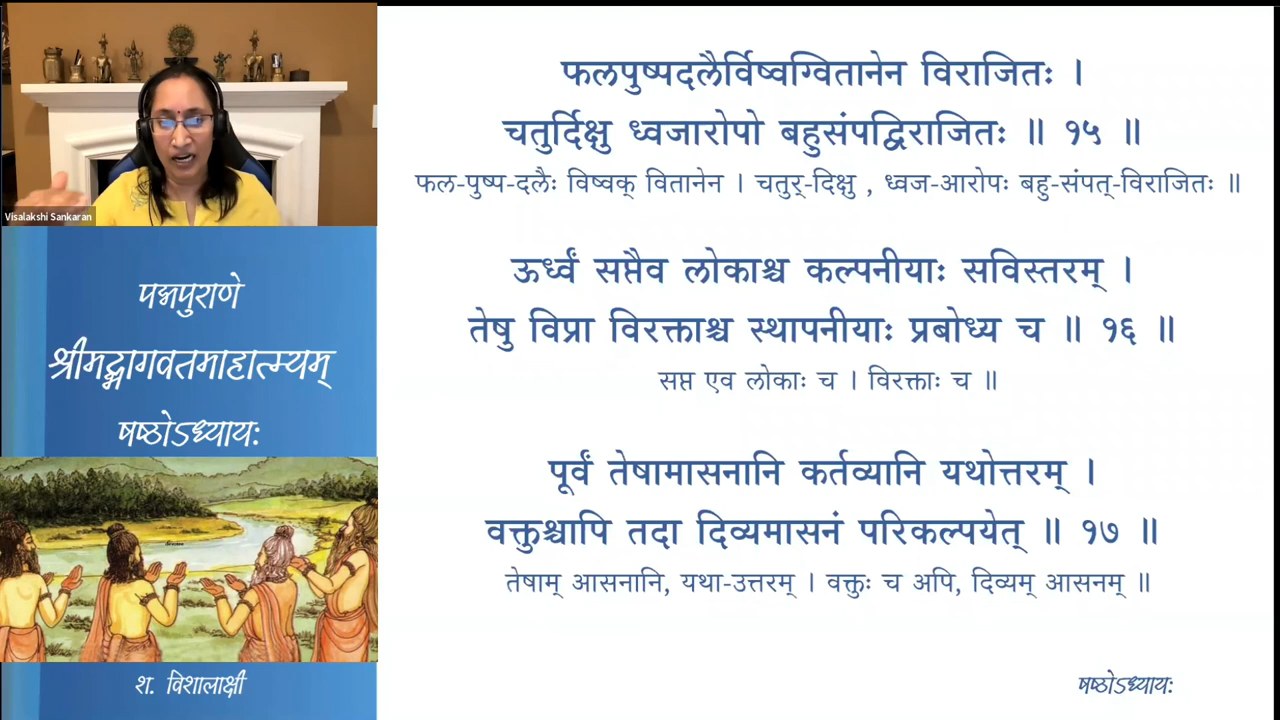 Visalakshi Sankaran
पद्मपुराणे
श्रीमद्भागवतमाहात्म्यम्
षष्ठोऽध्यायः
श. विशालाक्षी
फलपुष्पदलैर्विष्वग्वितानेन विराजितः ।
चतुर्दिक्षु ध्वजारोपो बहुसंपद्विराजितः ॥ १५ ॥
फल-पुष्प-दलैः विष्वक् वितानेन । चतुर्-दिक्षु , ध्वज-आरोपः बहु-संपत्-विराजितः ॥
ऊर्ध्वं सप्तैव लोकाश्च कल्पनीयाः सविस्तरम् ।
तेषु विप्रा विरक्ताश्च स्थापनीयाः प्रबोध्य च ॥ १६ ॥
सप्त एव लोकाः च । विरक्ताः च ॥
पूर्वं तेषामासनानि कर्तव्यानि यथोत्तरम् ।
वक्तुश्चापि तदा दिव्यमासनं परिकल्पयेत् ॥ १७ ॥
तेषाम् आसनानि, यथा-उत्तरम् । वक्तुः च अपि, दिव्यम् आसनम् ॥
षष्ठोऽध्यायः